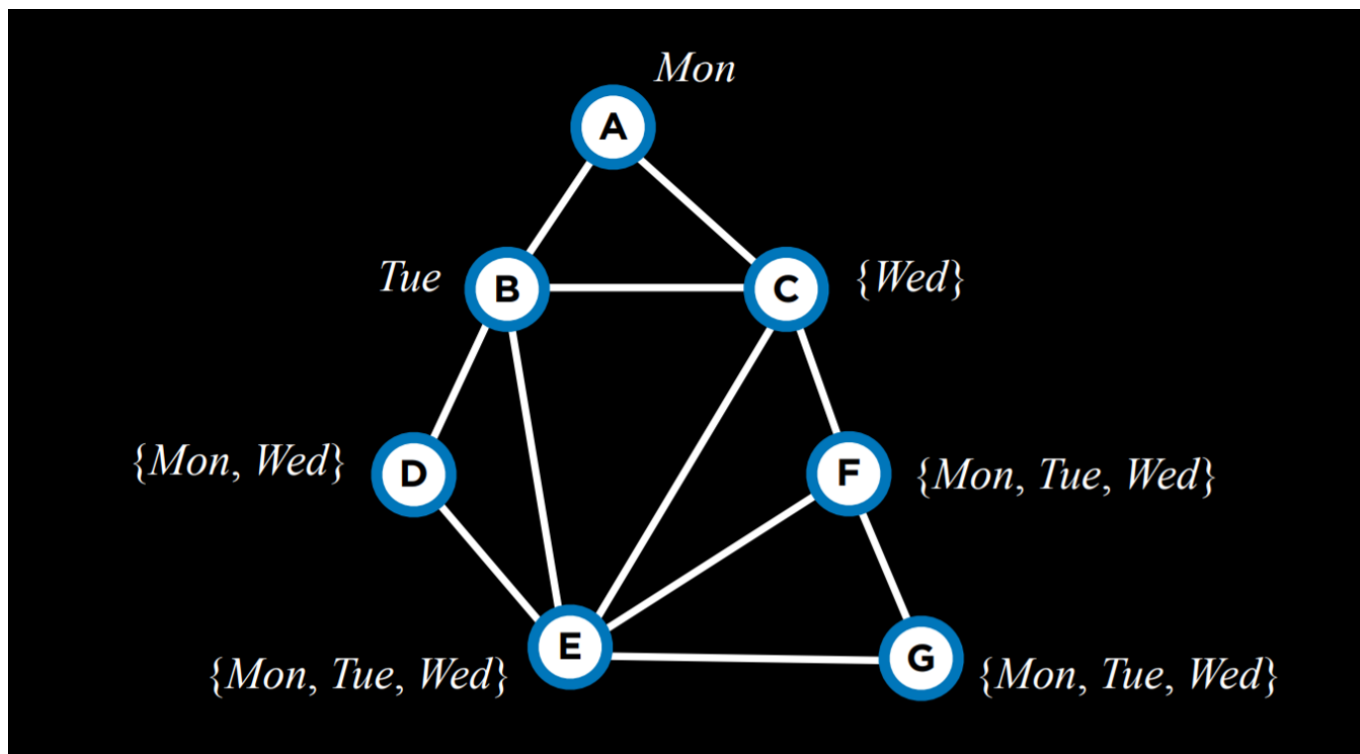 Mon
A
Tue B C {Wed}
{Mon, Wed} D F {Mon, Tue, Wed}
E G
{Mon, Tue, Wed} {Mon, Tue, Wed}